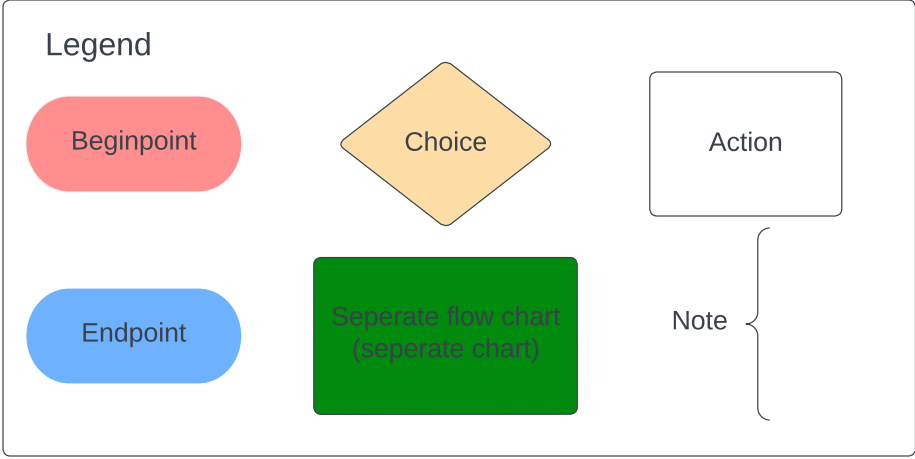 Legend
Beginpoint
Choice
Action
Endpoint
Seperate flow chart
(seperate chart)
Note